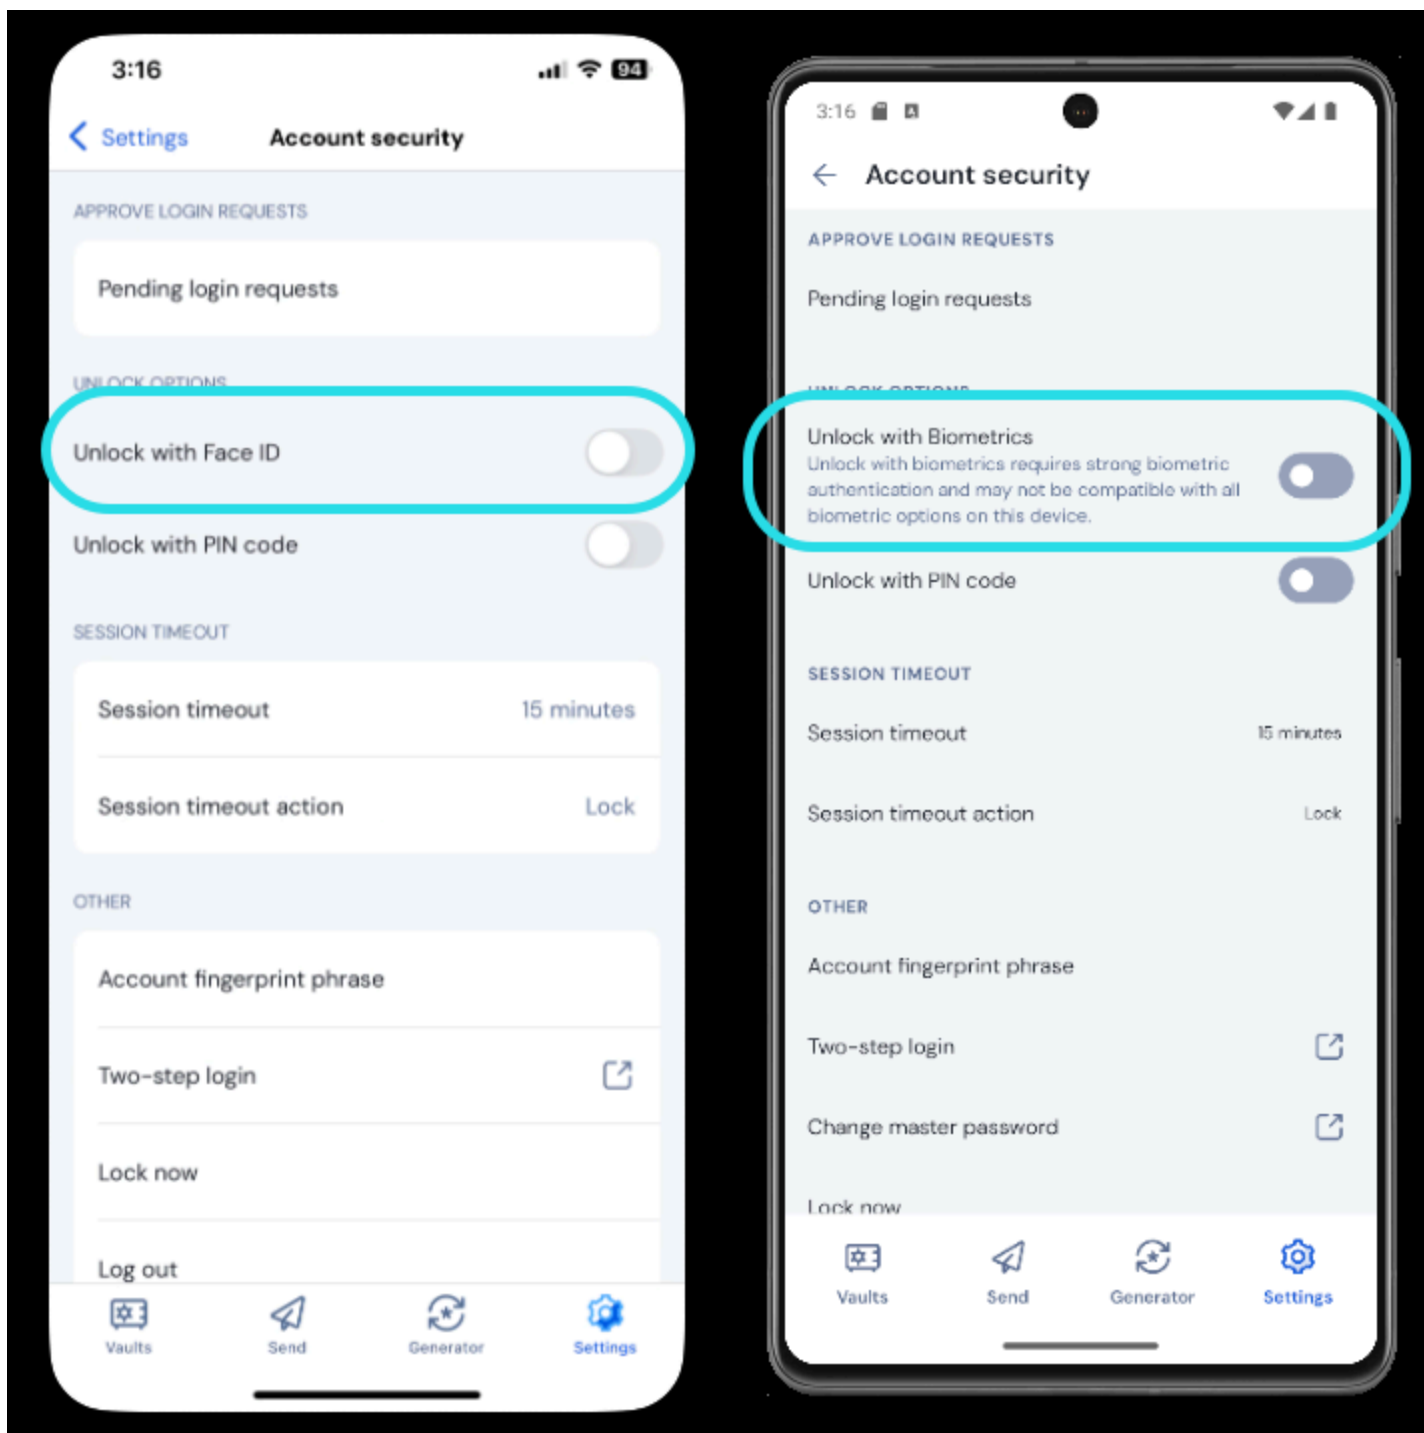 3:16
94
Settings
Account security
APPROVE LOGIN REQUESTS
Pending login requests
UNLOCK OPTIONS
Unlock with Face ID
Unlock with PIN code
SESSION TIMEOUT
Session timeout
15 minutes
Session timeout action
Lock
OTHER
Account fingerprint phrase
Two-step login
Lock now
Log out
Vaults
Send
Generator
Settings
3:16
Account security
APPROVE LOGIN REQUESTS
Pending login requests
UNLOCK OPTIONS
Unlock with Biometrics
Unlock with biometrics requires strong biometric
authentication and may not be compatible with all
biometric options on this device.
Unlock with PIN code
SESSION TIMEOUT
Session timeout
15 minutes
Session timeout action
Lock
OTHER
Account fingerprint phrase
Two-step login
Change master password
Lock now
Vaults
Send
Generator
Settings